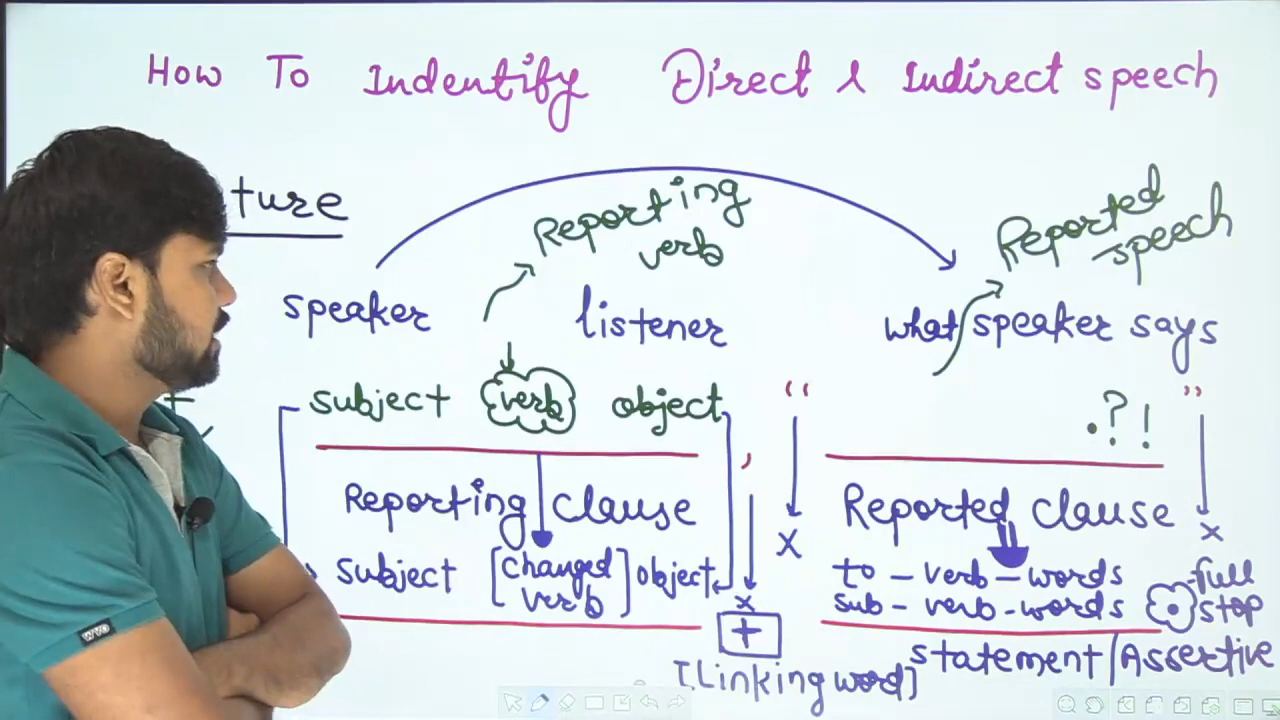 How To Indentify Direct & Indirect speech
ture
Reporting verb
Reported speech
speaker listener what speaker says
subject verb object , “ . ? ! ”
Reporting clause Reported clause
x x
subject [changed verb] object to - verb - words
x sub - verb - words full stop
+
[Linking word] statement/Assertive
WVD